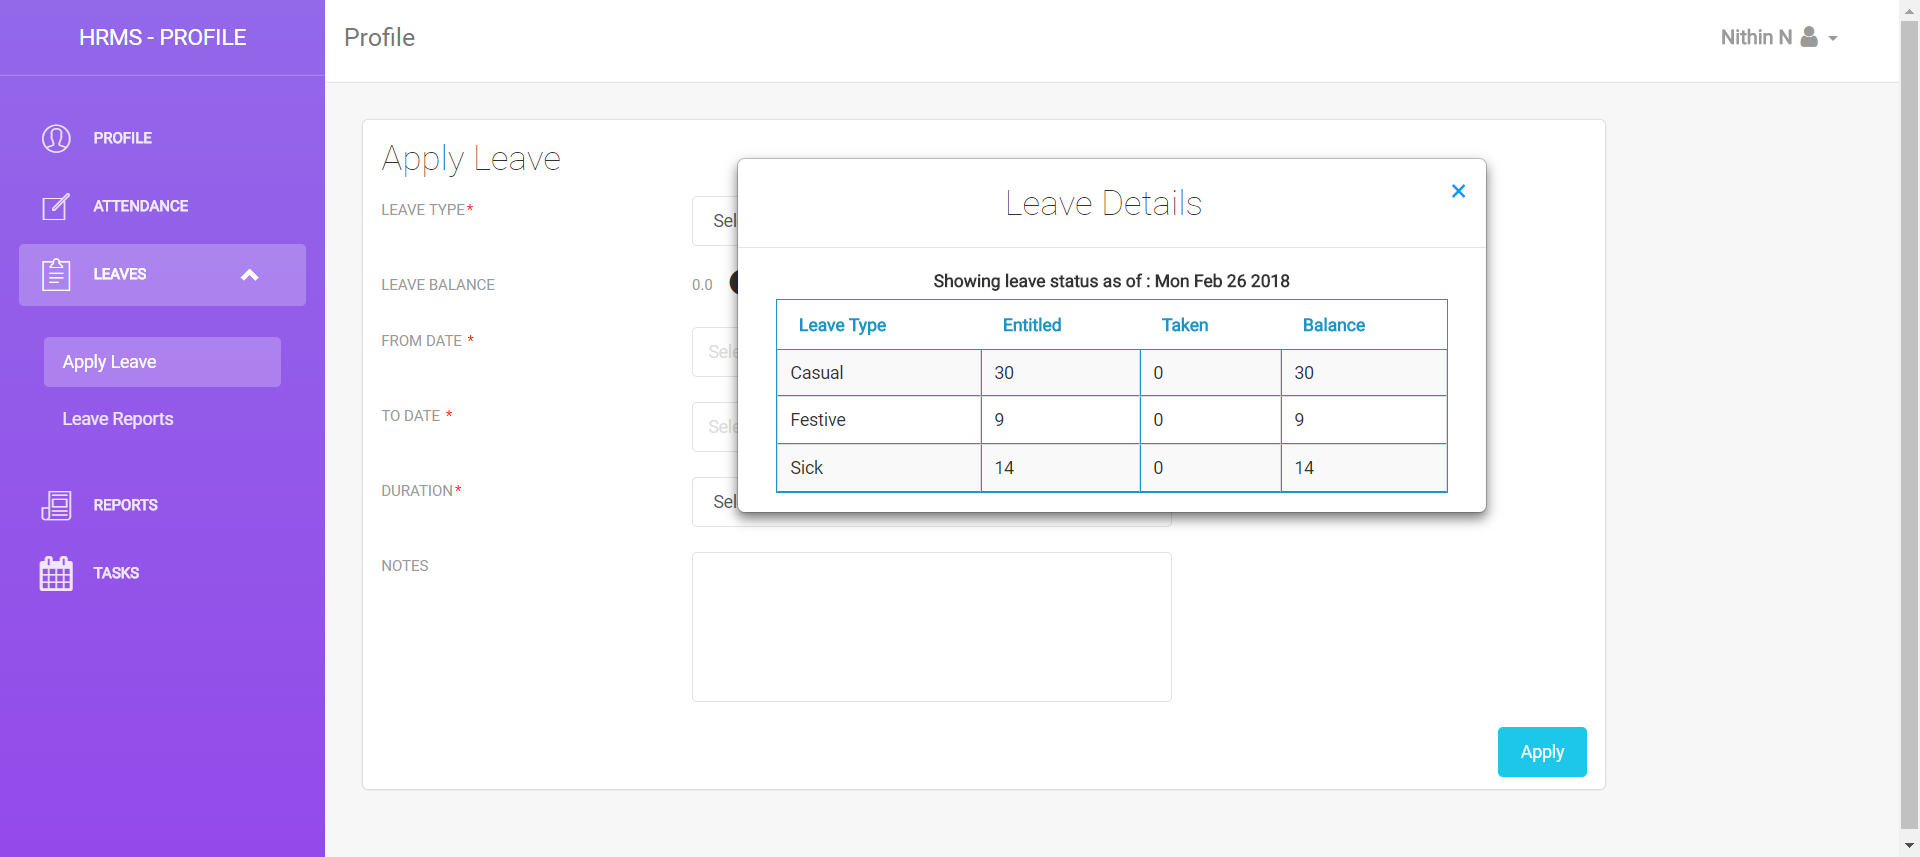 HRMS - PROFILE
Profile
Nithin N
PROFILE
ATTENDANCE
LEAVES
Apply Leave
Leave Reports
REPORTS
TASKS
Apply Leave
LEAVE TYPE*
Sel
LEAVE BALANCE
0.0
FROM DATE *
Sele
TO DATE *
Sele
DURATION*
Sel
NOTES
Apply
Leave Details
×
Showing leave status as of : Mon Feb 26 2018
Leave Type Entitled Taken Balance
Casual 30 0 30
Festive 9 0 9
Sick 14 0 14